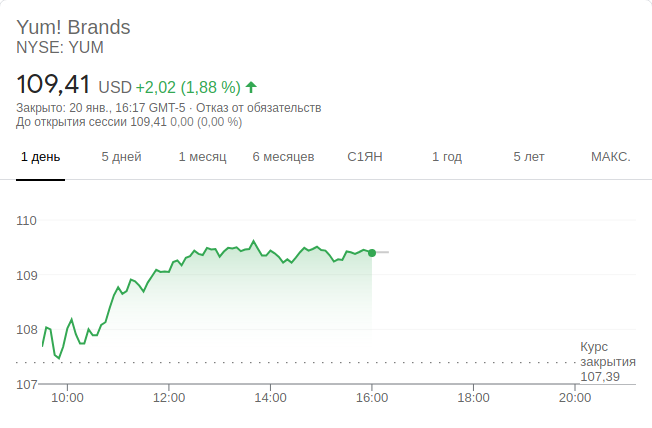 Yum! Brands
NYSE: YUM
109,41 USD +2,02 (1,88 %)
Закрыто: 20 янв., 16:17 GMT-5 · Отказ от обязательств
До открытия сессии 109,41 0,00 (0,00 %)
1 день 5 дней 1 месяц 6 месяцев С1ЯН 1 год 5 лет МАКС.
110
109
108
Курс
закрытия
107,39
107
10:00 12:00 14:00 16:00 18:00 20:00